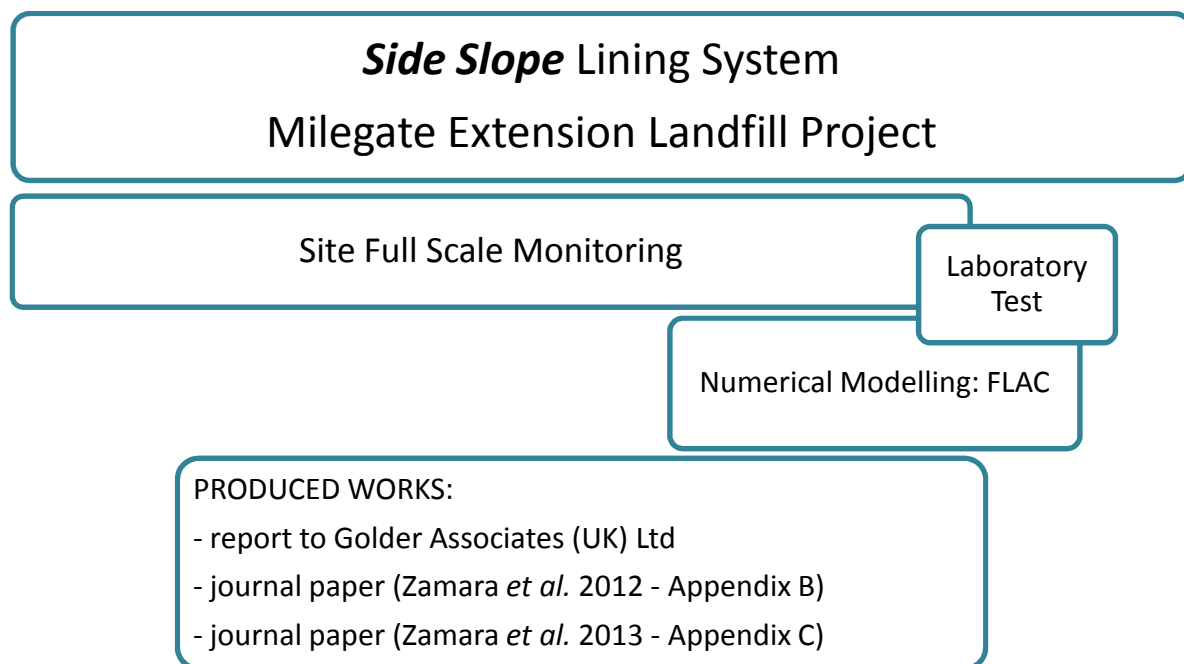 Side Slope Lining System
Milegate Extension Landfill Project
Site Full Scale Monitoring
Laboratory
Test
Numerical Modelling: FLAC
PRODUCED WORKS:
- report to Golder Associates (UK) Ltd
- journal paper (Zamara et al. 2012 - Appendix B)
- journal paper (Zamara et al. 2013 - Appendix C)